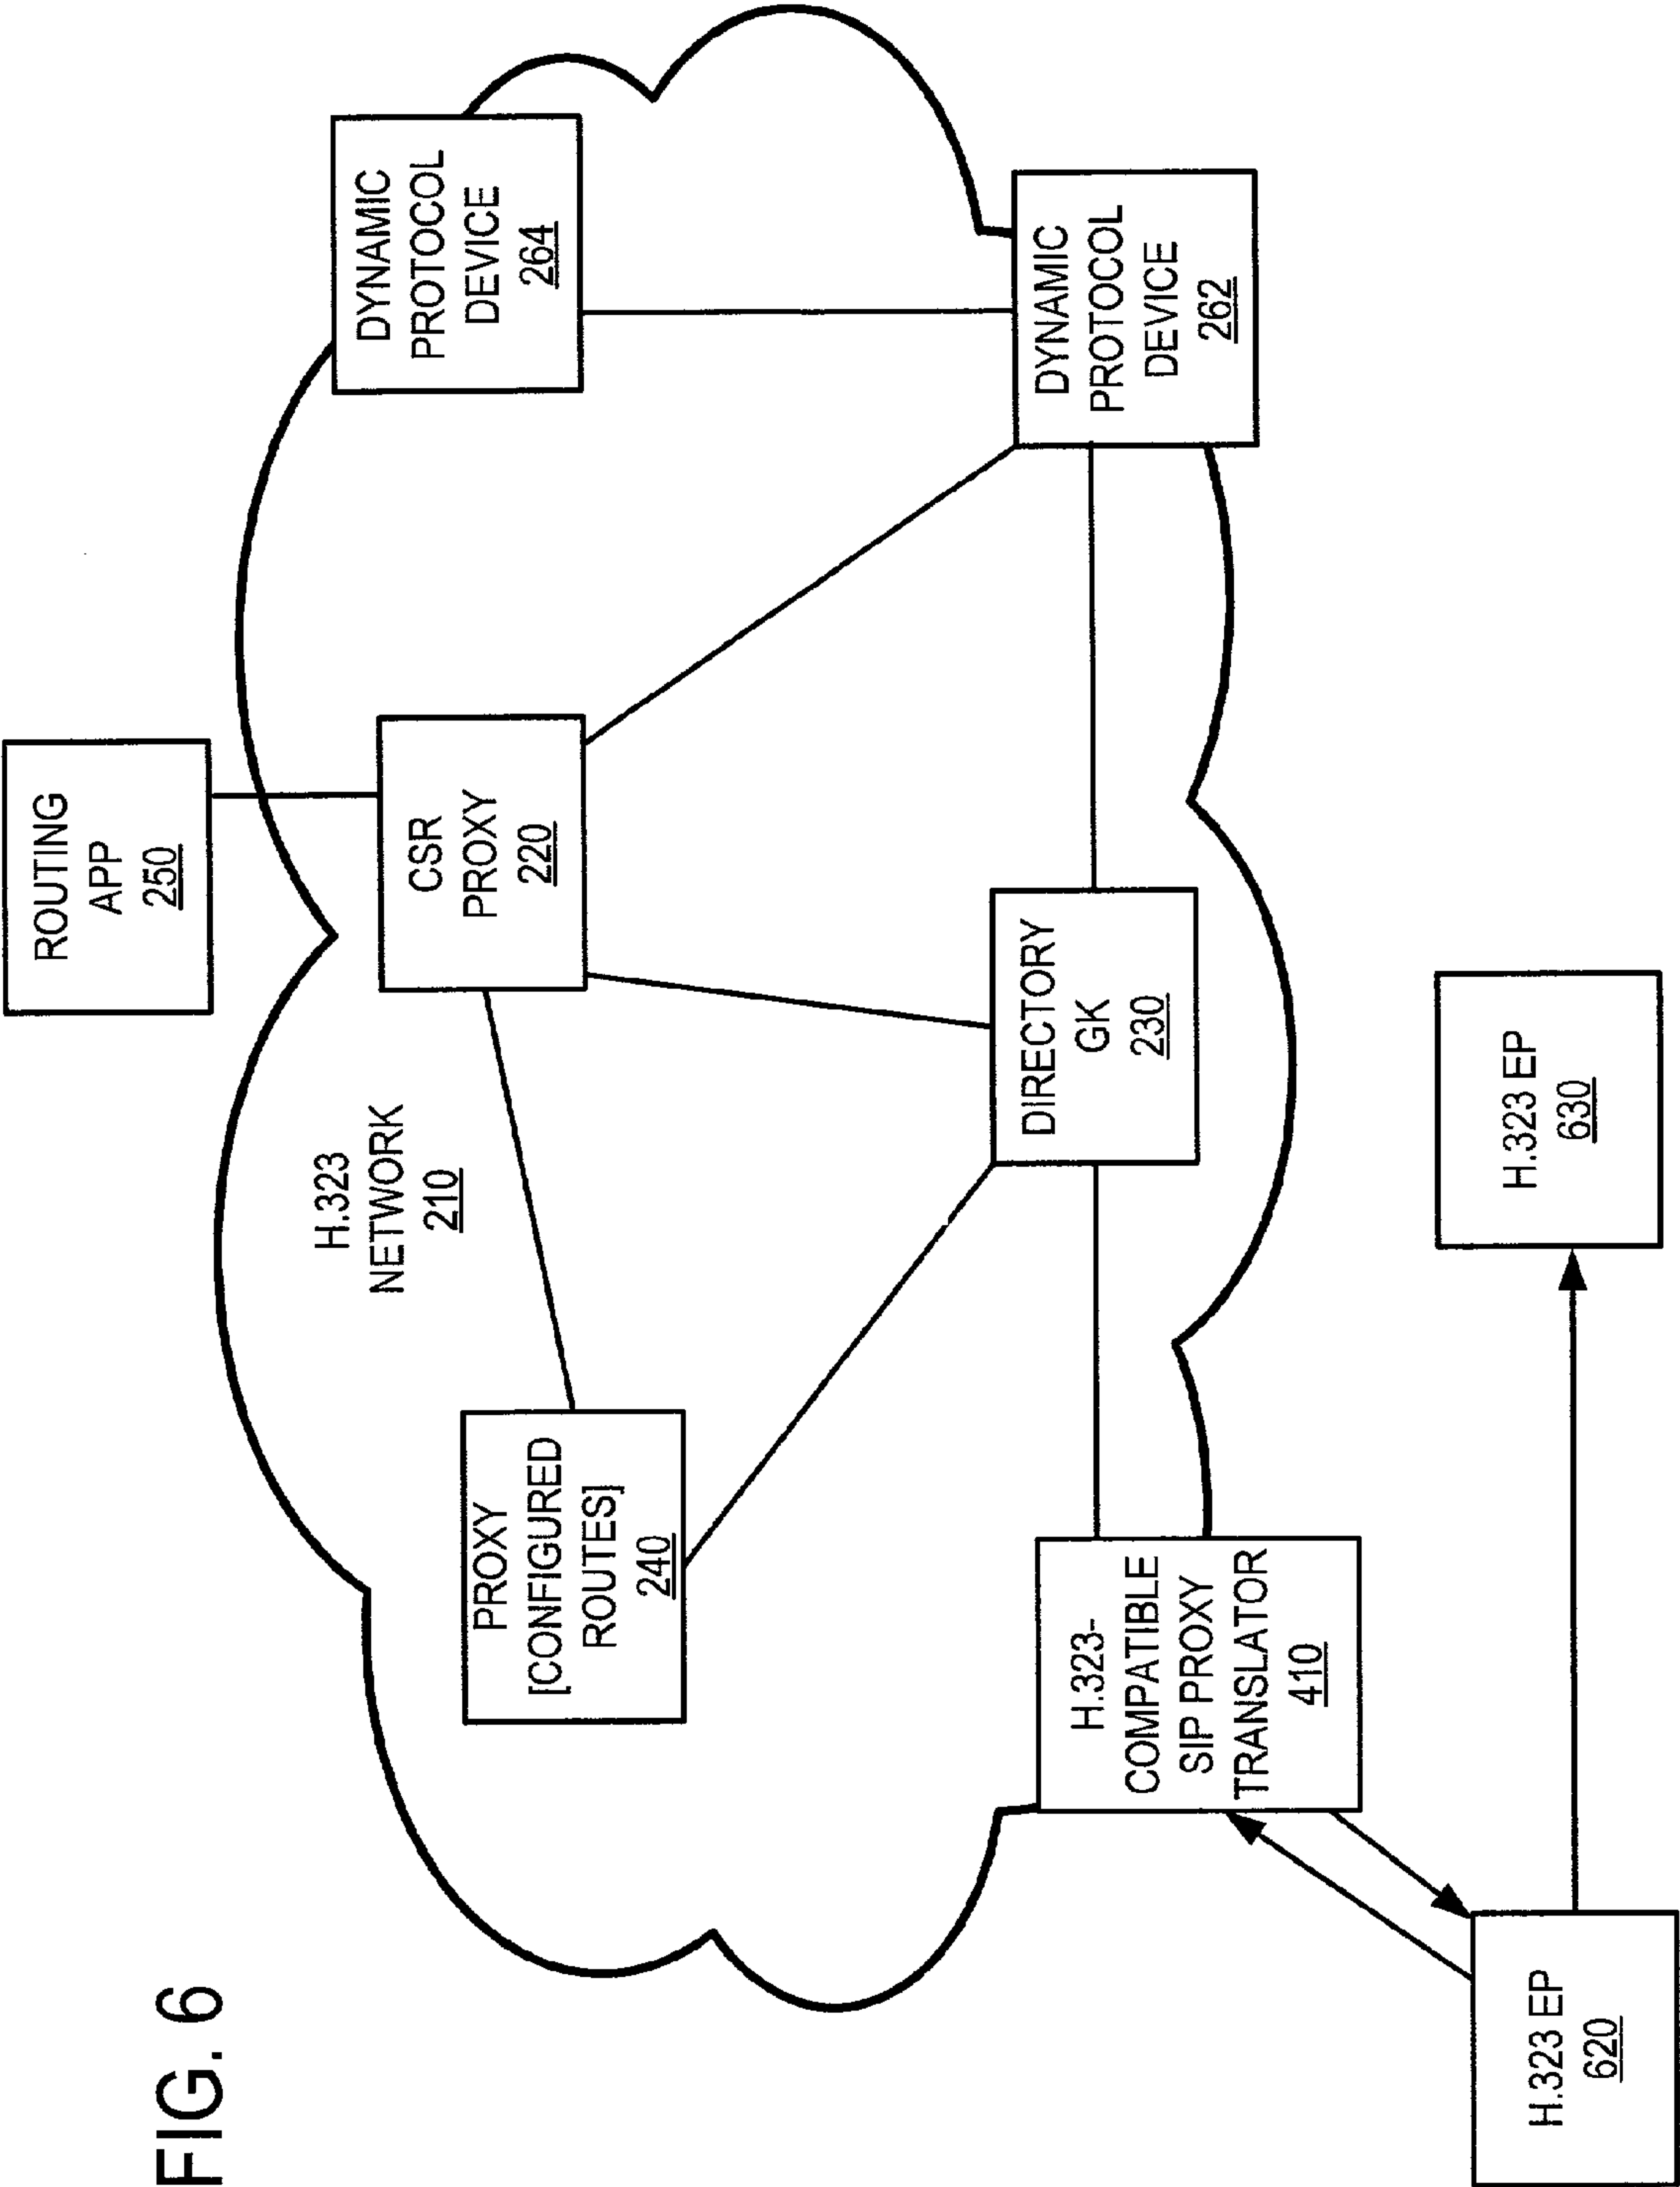 FIG. 6
ROUTING
APP
250
H.323
NETWORK
210
CSR
PROXY
220
DYNAMIC
PROTOCOL
DEVICE
264
PROXY
[CONFIGURED
ROUTES]
240
DIRECTORY
GK
230
DYNAMIC
PROTOCOL
DEVICE
262
H.323-
COMPATIBLE
SIP PROXY
TRANSLATOR
410
H.323 EP
620
H.323 EP
630